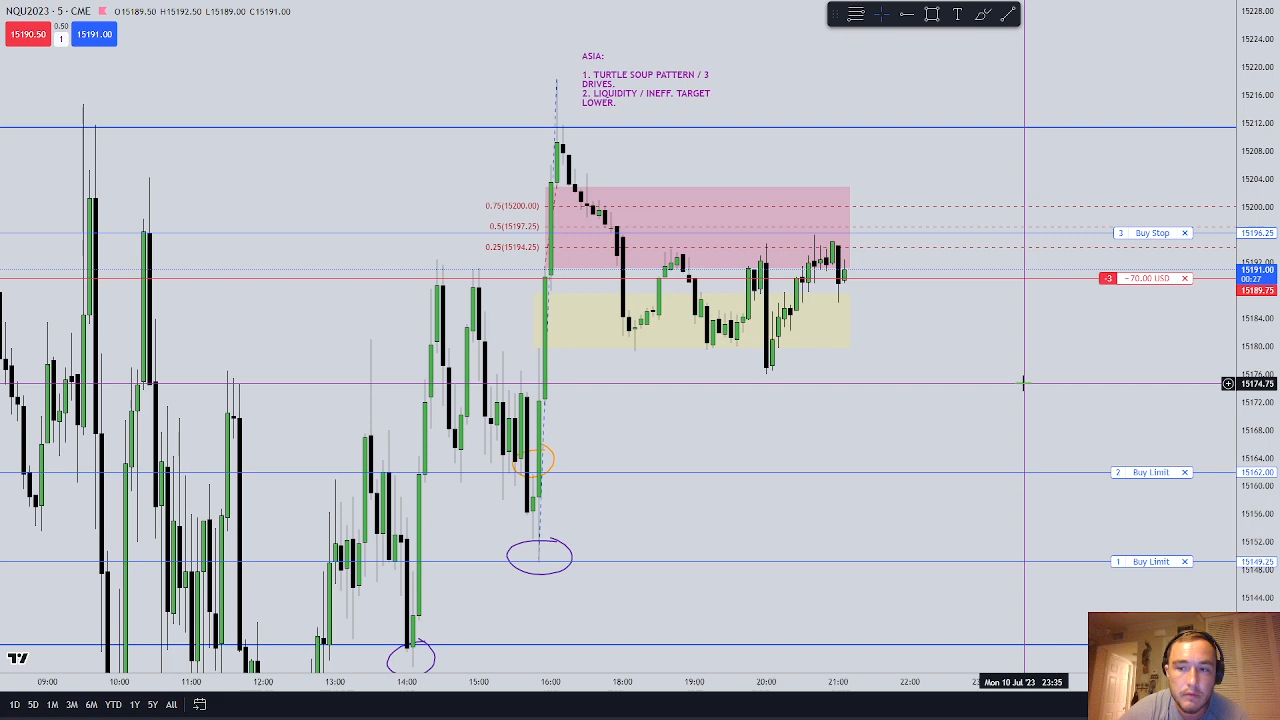 NQU2023 · 5 · CME O15189.50 H15192.50 L15189.00 C15191.00
15190.50 0.50 1 15191.00
ASIA:
1. TURTLE SOUP PATTERN / 3
DRIVES.
2. LIQUIDITY / INEFF. TARGET
LOWER.
0.75(15200.00)
0.5(15197.25)
0.25(15194.25)
3 Buy Stop ×
-3 −70.00 USD ×
2 Buy Limit ×
1 Buy Limit ×
15228.00
15224.00
15220.00
15216.00
15212.00
15208.00
15204.00
15200.00
15196.25
15191.00
00:27
15189.75
15184.00
15180.00
15174.75
15172.00
15168.00
15164.00
15162.00
15160.00
15156.00
15152.00
15149.25
15148.00
15144.00
09:00 10:00 11:00 12:00 13:00 14:00 15:00 16:00 18:00 19:00 20:00 21:00 22:00 Mon 10 Jul '23 23:35
1D 5D 1M 3M 6M YTD 1Y 5Y All